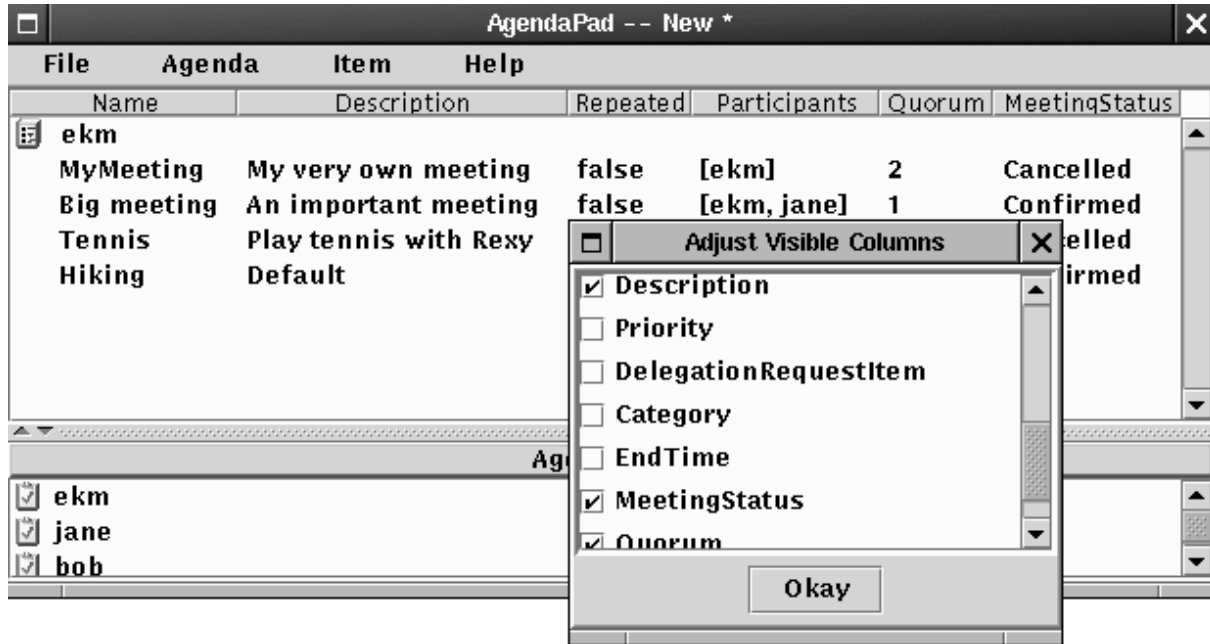 AgendaPad -- New *
File Agenda Item Help
Name Description Repeated Participants Quorum MeetingStatus
ekm
MyMeeting My very own meeting false [ekm] 2 Cancelled
Big meeting An important meeting false [ekm, jane] 1 Confirmed
Tennis Play tennis with Rexy
Hiking Default
Adjust Visible Columns
Description
Priority
DelegationRequestItem
Category
EndTime
MeetingStatus
Quorum
Okay
ekm
jane
bob